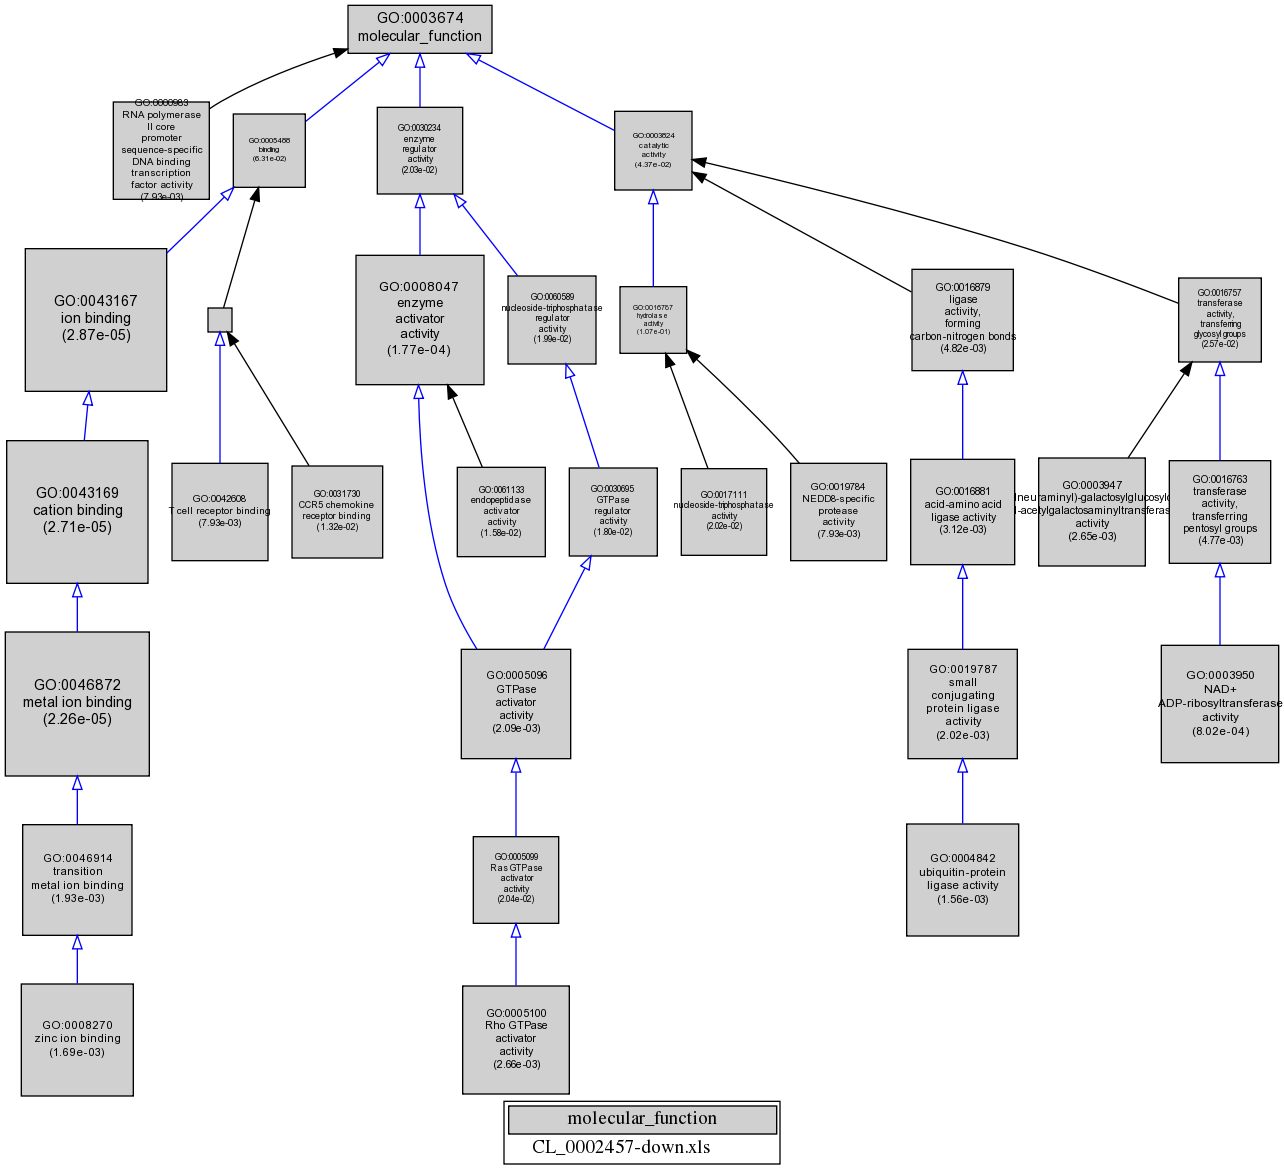 GO:0003674
molecular_function
GO:0000983
RNA polymerase
II core
promoter
sequence-specific
DNA binding
transcription
factor activity
(7.93e-03)
GO:0005488
binding
(6.31e-02)
GO:0030234
enzyme
regulator
activity
(2.03e-02)
GO:0003824
catalytic
activity
(4.37e-02)
GO:0043167
ion binding
(2.87e-05)
GO:0008047
enzyme
activator
activity
(1.77e-04)
GO:0060589
nucleoside-triphosphatase
regulator
activity
(1.99e-02)
GO:0016787
hydrolase
activity
(1.07e-01)
GO:0016879
ligase
activity,
forming
carbon-nitrogen bonds
(4.82e-03)
GO:0016757
transferase
activity,
transferring
glycosyl groups
(2.57e-02)
GO:0043169
cation binding
(2.71e-05)
GO:0042608
T cell receptor binding
(7.93e-03)
GO:0031730
CCR5 chemokine
receptor binding
(1.32e-02)
GO:0061133
endopeptidase
activator
activity
(1.58e-02)
GO:0030695
GTPase
regulator
activity
(1.80e-02)
GO:0017111
nucleoside-triphosphatase
activity
(2.02e-02)
GO:0019784
NEDD8-specific
protease
activity
(7.93e-03)
GO:0016881
acid-amino acid
ligase activity
(3.12e-03)
GO:0003947
activity
(2.65e-03)
GO:0016763
transferase
activity,
transferring
pentosyl groups
(4.77e-03)
GO:0046872
metal ion binding
(2.26e-05)
GO:0005096
GTPase
activator
activity
(2.09e-03)
GO:0019787
small
conjugating
protein ligase
activity
(2.02e-03)
GO:0003950
NAD+
ADP-ribosyltransferase
activity
(8.02e-04)
GO:0046914
transition
metal ion binding
(1.93e-03)
GO:0005099
Ras GTPase
activator
activity
(2.04e-02)
GO:0004842
ubiquitin-protein
ligase activity
(1.56e-03)
GO:0008270
zinc ion binding
(1.69e-03)
GO:0005100
Rho GTPase
activator
activity
(2.66e-03)
molecular_function
CL_0002457-down.xls